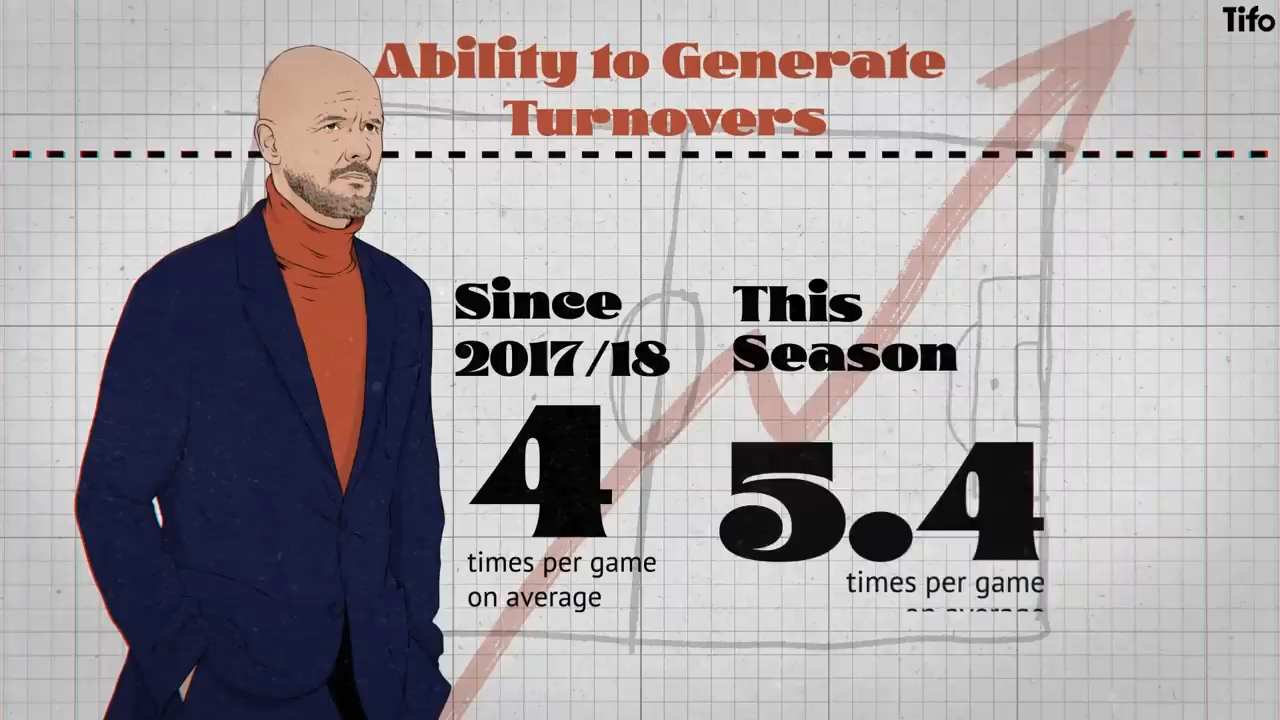 Tifo
Ability to Generate
Turnovers
Since
2017/18
4
times per game
on average
This
Season
5.4
times per game